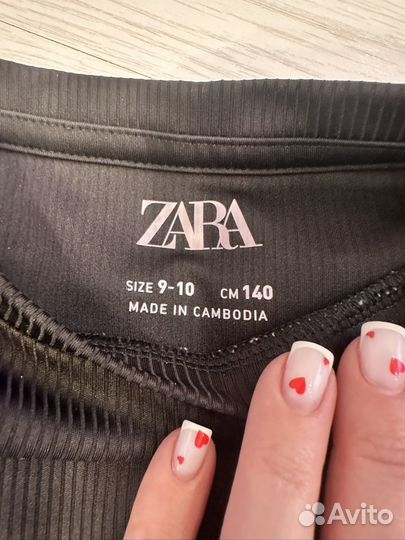 ZARA
SIZE 9-10 CM 140
MADE IN CAMBODIA
Avito